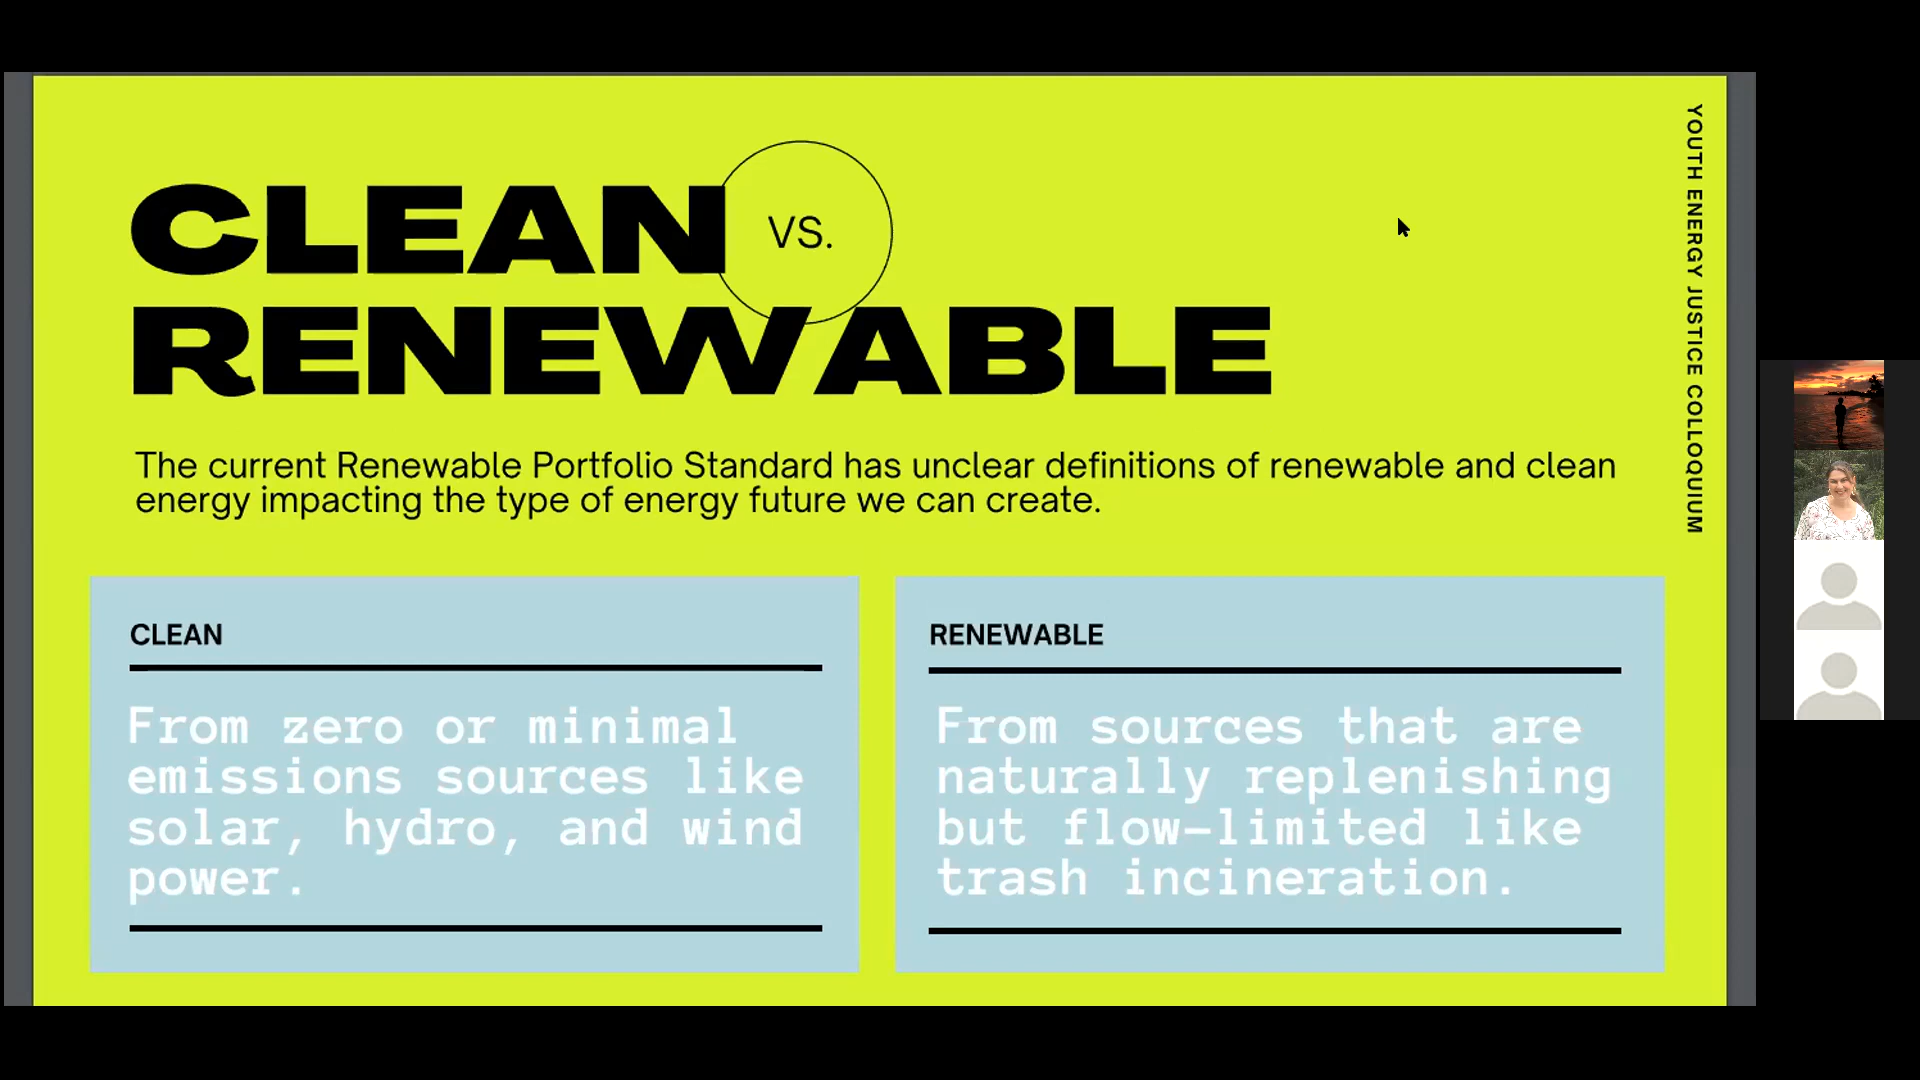 CLEAN
VS.
RENEWABLE
The current Renewable Portfolio Standard has unclear definitions of renewable and clean
energy impacting the type of energy future we can create.
CLEAN
From zero or minimal
emissions sources like
solar, hydro, and wind
power.
RENEWABLE
From sources that are
naturally replenishing
but flow-limited like
trash incineration.
YOUTH ENERGY JUSTICE COLLOQUIUM